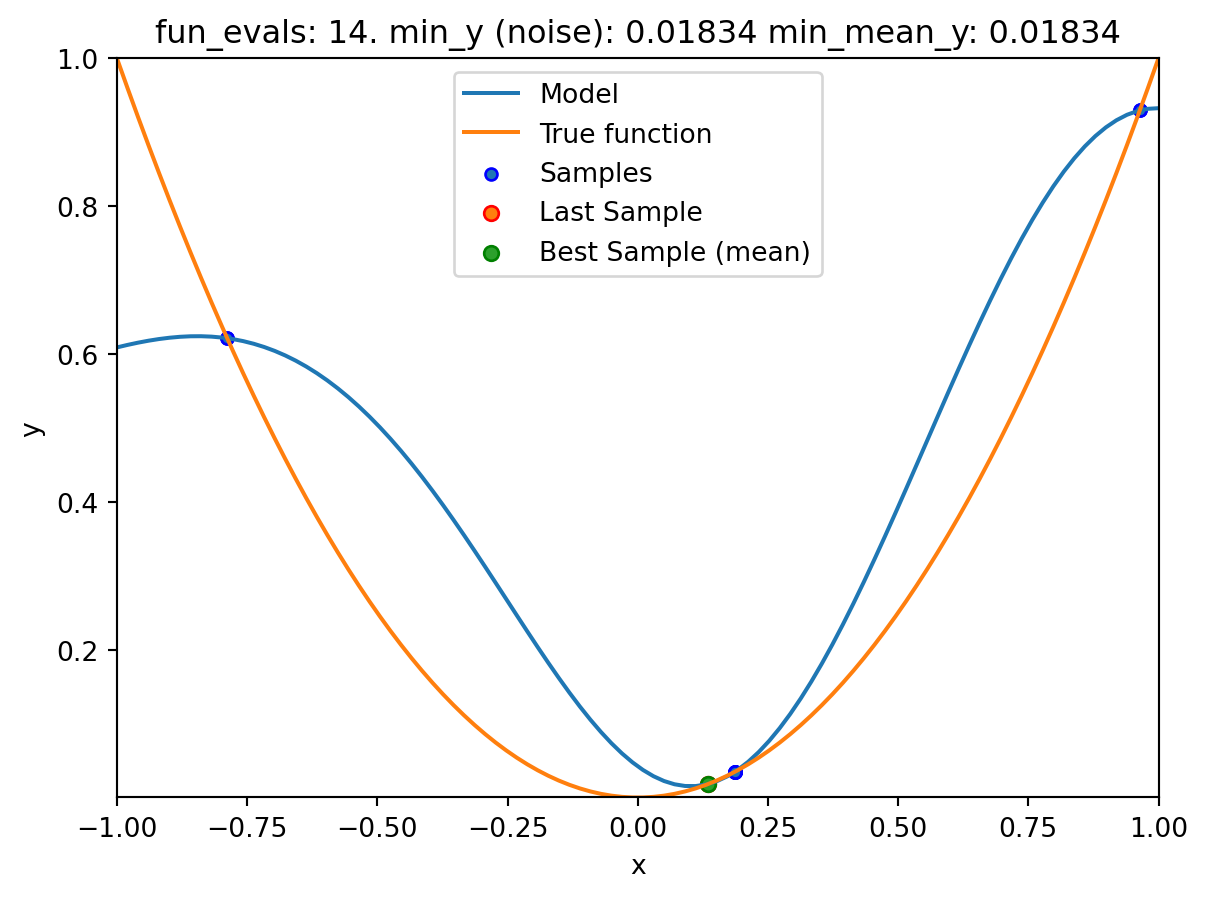 fun_evals: 14. min_y (noise): 0.01834 min_mean_y: 0.01834
Model
True function
Samples
Last Sample
Best Sample (mean)
1.0
0.8
0.6
0.4
0.2
y
−1.00 −0.75 −0.50 −0.25 0.00 0.25 0.50 0.75 1.00
x